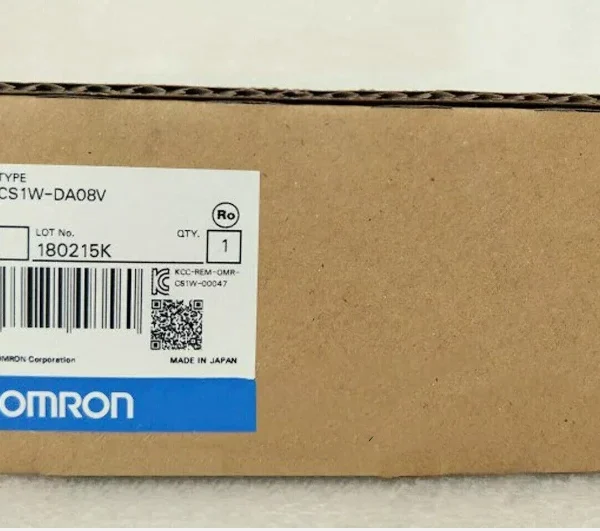 TYPE
CS1W-DA08V
Ro
LOT No.
QTY.
180215K
1
KCC-REM-OMR-
CS1W-00047
OMRON Corporation
MADE IN JAPAN
OMRON